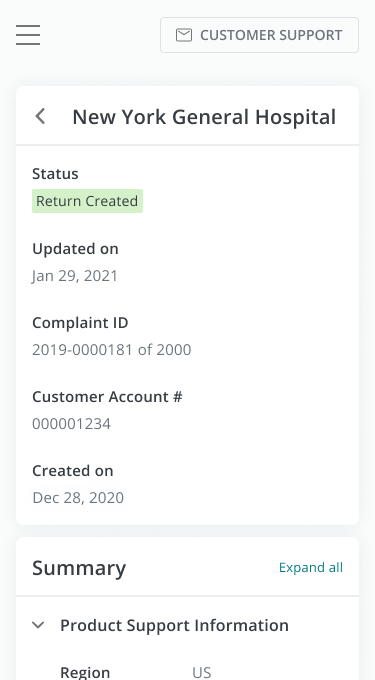 CUSTOMER SUPPORT
New York General Hospital
Status
Return Created
Updated on
Jan 29, 2021
Complaint ID
2019-0000181 of 2000
Customer Account #
000001234
Created on
Dec 28, 2020
Summary Expand all
Product Support Information
Region US